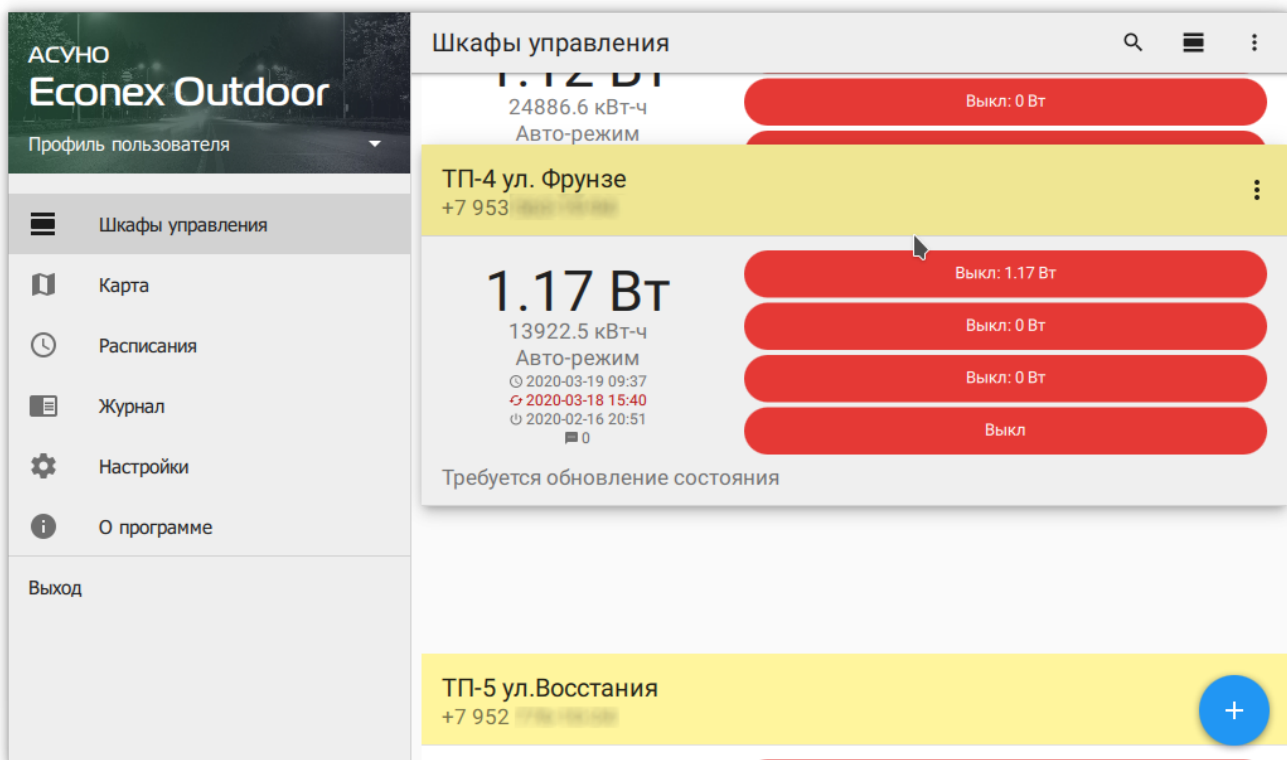 АСУНО
Econex Outdoor
Профиль пользователя
Шкафы управления
Карта
Расписания
Журнал
Настройки
О программе
Выход
Шкафы управления
1.12 Вт
24886.6 кВт-ч
Авто-режим
Выкл: 0 Вт
ТП-4 ул. Фрунзе
+7 953
1.17 Вт
13922.5 кВт-ч
Авто-режим
2020-03-19 09:37
2020-03-18 15:40
2020-02-16 20:51
0
Выкл: 1.17 Вт
Выкл: 0 Вт
Выкл: 0 Вт
Выкл
Требуется обновление состояния
ТП-5 ул.Восстания
+7 952